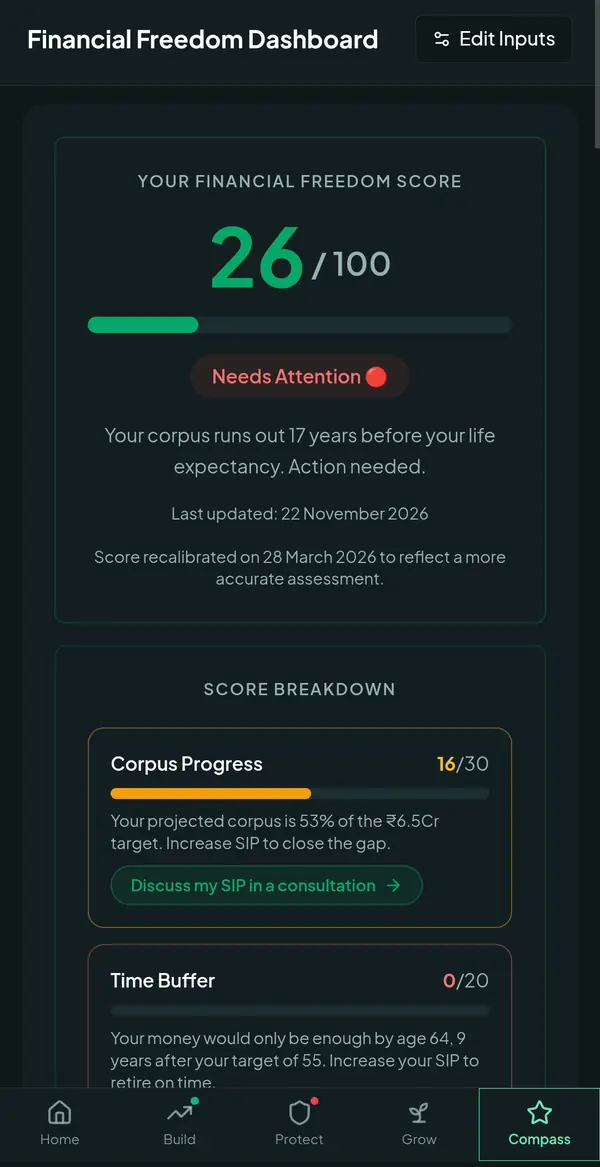 Financial Freedom Dashboard
Edit Inputs
YOUR FINANCIAL FREEDOM SCORE
26 / 100
Needs Attention
Your corpus runs out 17 years before your life
expectancy. Action needed.
Last updated: 22 November 2026
Score recalibrated on 28 March 2026 to reflect a more
accurate assessment.
SCORE BREAKDOWN
Corpus Progress
16/30
Your projected corpus is 53% of the ₹6.5Cr
target. Increase SIP to close the gap.
Discuss my SIP in a consultation →
Time Buffer
0/20
Your money would only be enough by age 64, 9
years after your target of 55. Increase your SIP to
retire on time.
Home
Build
Protect
Grow
Compass